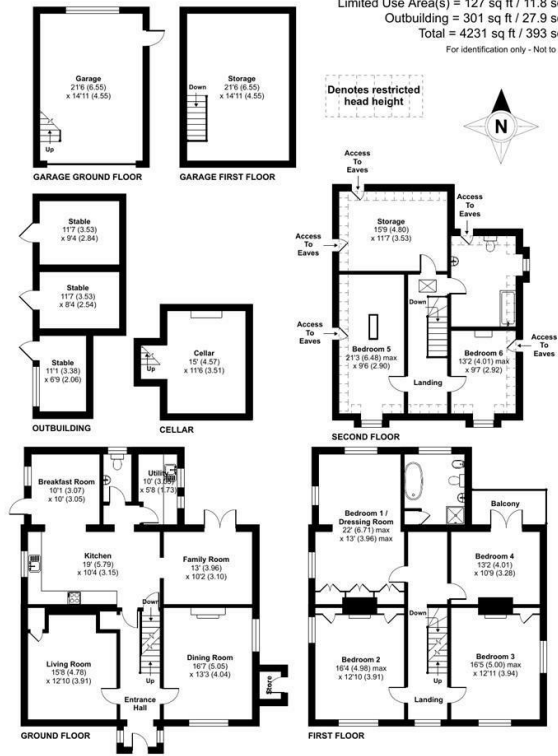 Limited Use Area(s) = 127 sq ft / 11.8 s
Outbuilding = 301 sq ft / 27.9 s
Total = 4231 sq ft / 393 s
For identification only - Not to
Garage
21'6 (6.55)
x 14'11 (4.55)
Up
GARAGE GROUND FLOOR
Storage
21'6 (6.55)
x 14'11 (4.55)
Down
GARAGE FIRST FLOOR
Denotes restricted
head height
N
Stable
11'7 (3.53)
x 9'4 (2.84)
Stable
11'7 (3.53)
x 8'4 (2.54)
Stable
11'1 (3.38)
x 6'9 (2.06)
OUTBUILDING
Cellar
15' (4.57)
x 11'6 (3.51)
Up
CELLAR
Access
To
Eaves
Access
To
Eaves
Access
To
Eaves
Storage
15'9 (4.80)
x 11'7 (3.53)
Down
Access
To
Eaves
Bedroom 5
21'3 (6.48) max
x 9'6 (2.90)
Bedroom 6
13'2 (4.01) max
x 9'7 (2.92)
Access
To
Eaves
Landing
SECOND FLOOR
Breakfast Room
10'1 (3.07)
x 10' (3.05)
Utility
10' (3.05)
x 5'8 (1.73)
Kitchen
19' (5.79)
x 10'4 (3.15)
Family Room
13' (3.96)
x 10'2 (3.10)
Down
Living Room
15'8 (4.78)
x 12'10 (3.91)
Up
Dining Room
16'7 (5.05)
x 13'3 (4.04)
Store
Entrance
Hall
GROUND FLOOR
Bedroom 1 /
Dressing Room
22' (6.71) max
x 13' (3.96) max
Balcony
Bedroom 4
13'2 (4.01)
x 10'9 (3.28)
Down
Bedroom 2
16'4 (4.98) max
x 12'10 (3.91)
Up
Bedroom 3
16'5 (5.00) max
x 12'11 (3.94)
Landing
FIRST FLOOR